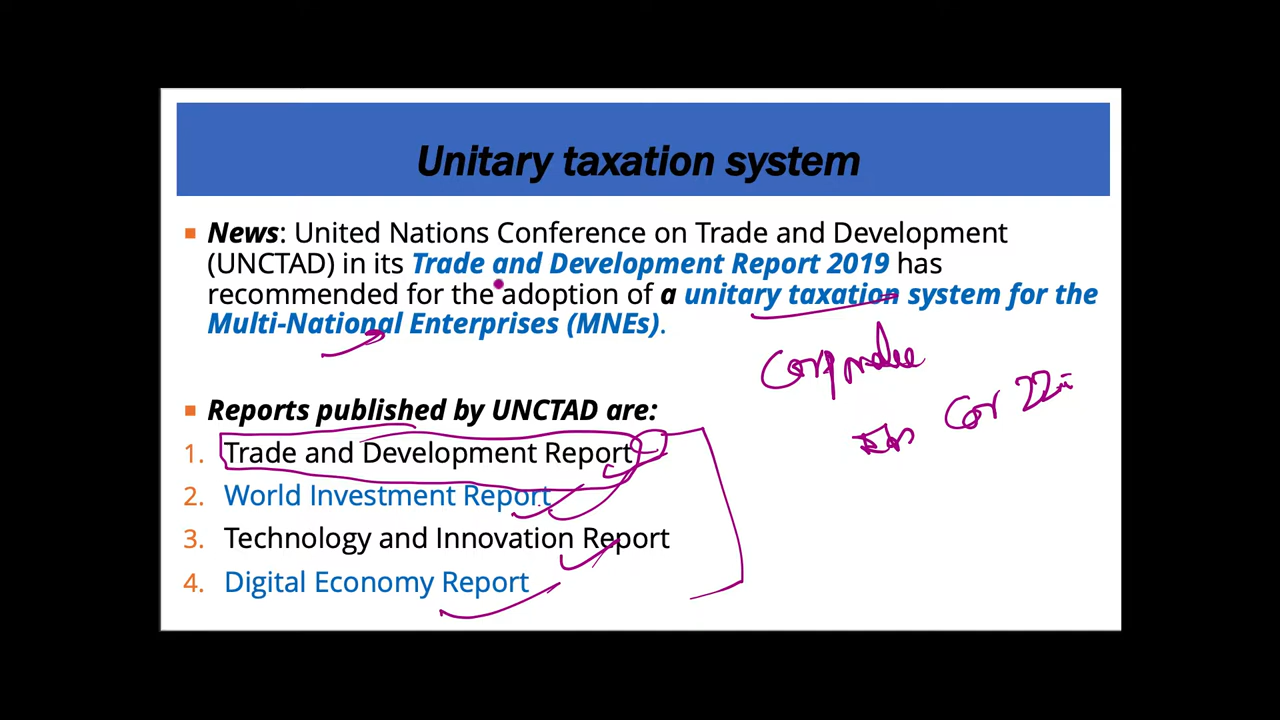 Unitary taxation system
▪ News: United Nations Conference on Trade and Development
(UNCTAD) in its Trade and Development Report 2019 has
recommended for the adoption of a unitary taxation system for the
Multi-National Enterprises (MNEs).
Corporate
▪ Reports published by UNCTAD are:
1. Trade and Development Report
2. World Investment Report
3. Technology and Innovation Report
4. Digital Economy Report